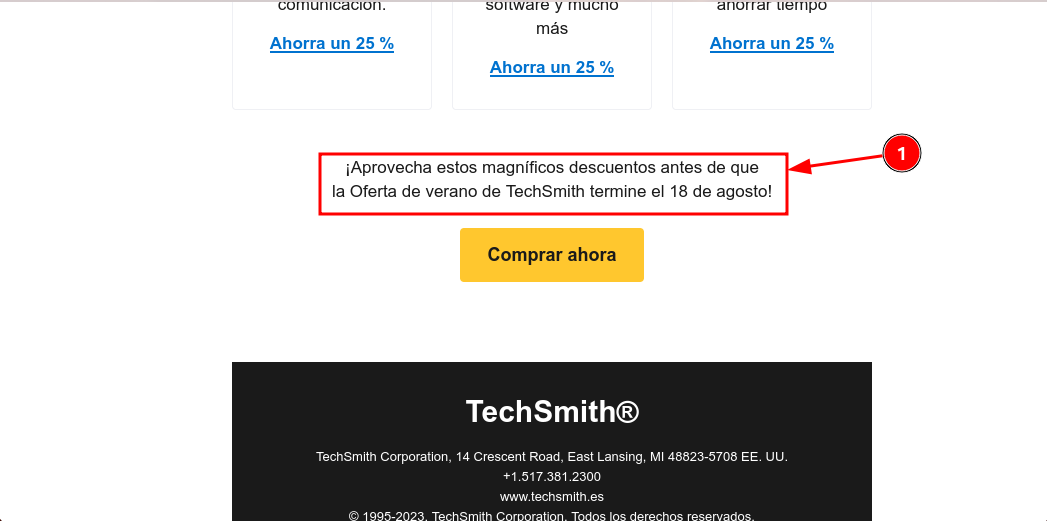 comunicación.
software y mucho
más
ahorrar tiempo
Ahorra un 25 %
Ahorra un 25 %
Ahorra un 25 %
¡Aprovecha estos magníficos descuentos antes de que
la Oferta de verano de TechSmith termine el 18 de agosto!
1
Comprar ahora
TechSmith®
TechSmith Corporation, 14 Crescent Road, East Lansing, MI 48823-5708 EE. UU.
+1.517.381.2300
www.techsmith.es
© 1995-2023, TechSmith Corporation, Todos los derechos reservados.